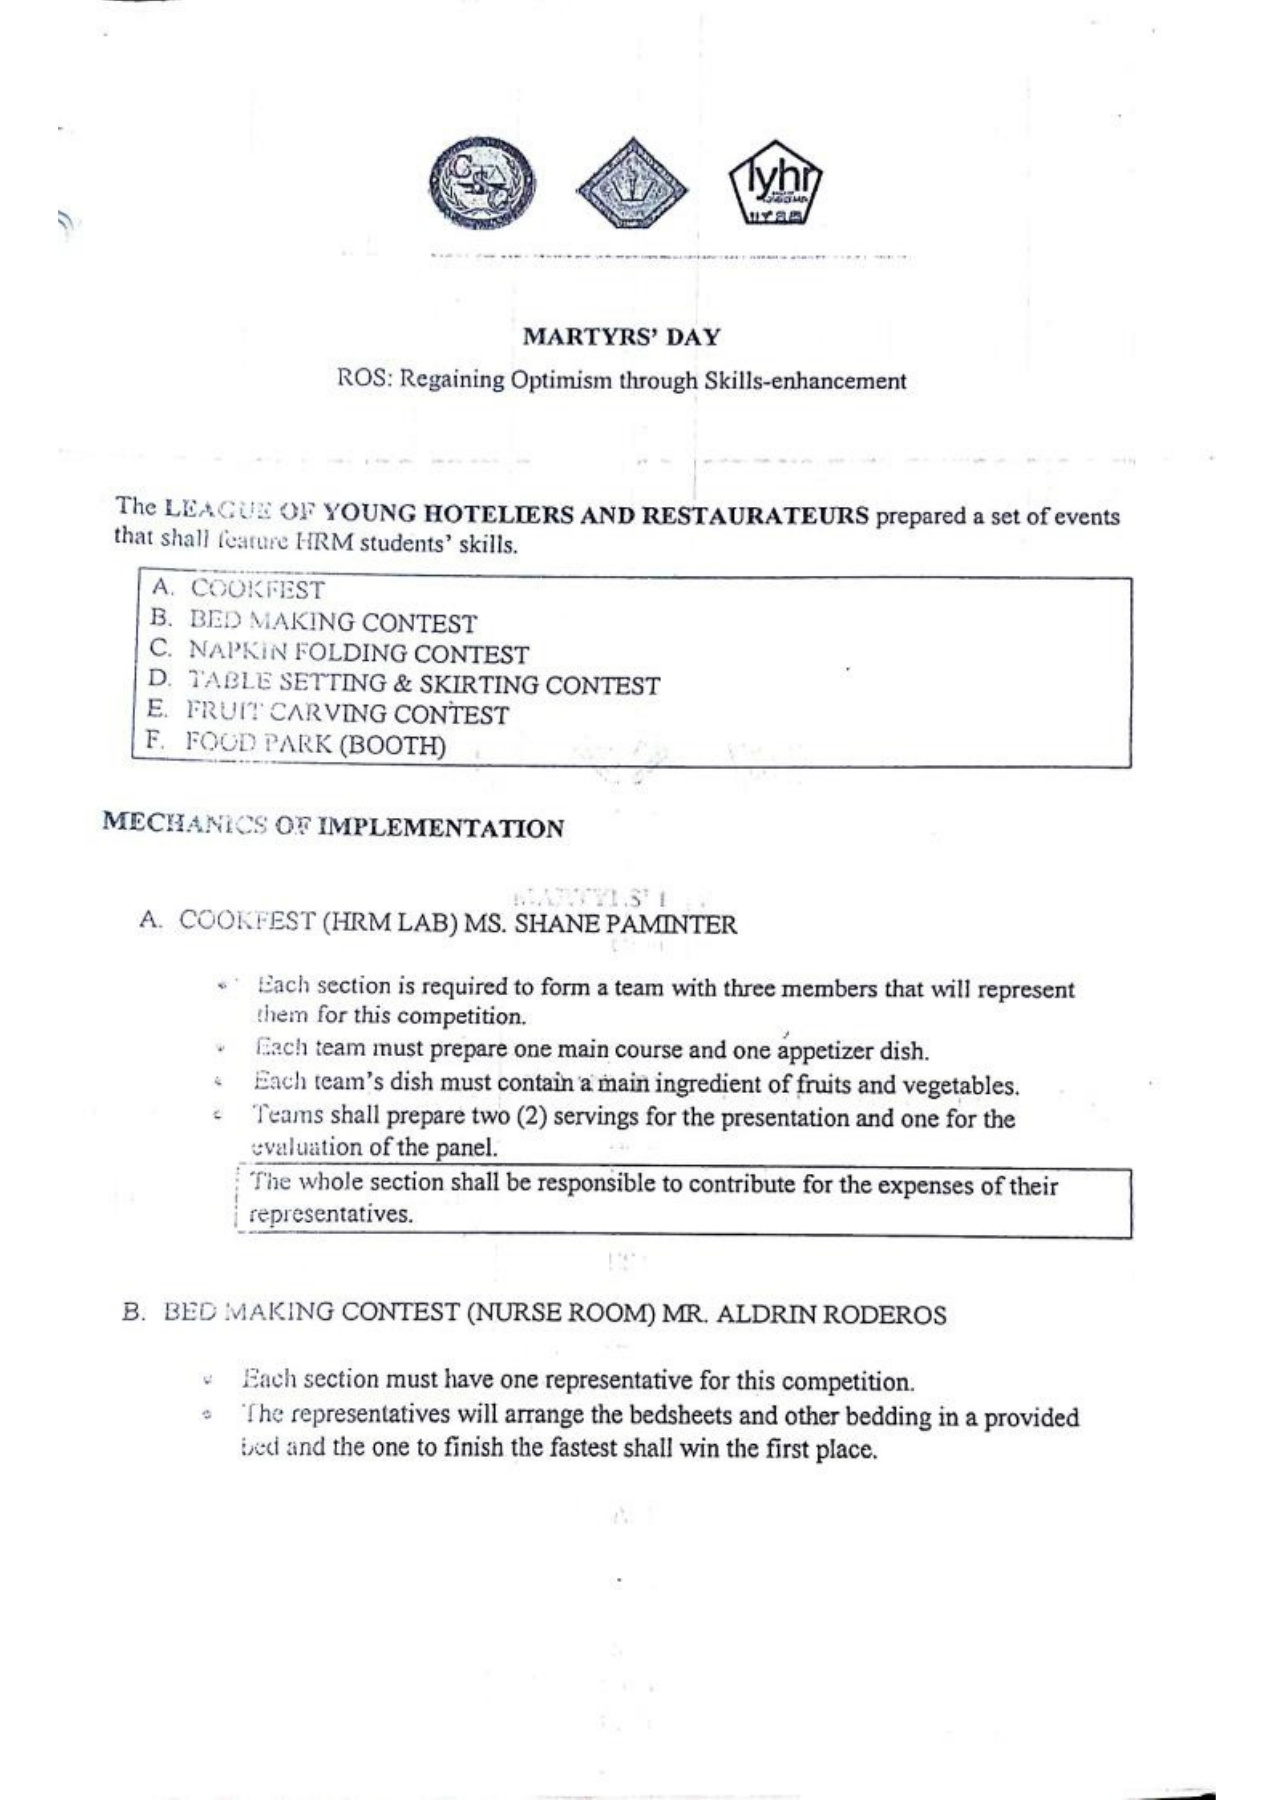 lyhr
MARTYRS' DAY
ROS: Regaining Optimism through Skills-enhancement
The LEAGUE OF YOUNG HOTELIERS AND RESTAURATEURS prepared a set of events
that shall feature HRM students' skills.
A. COOKFEST
B. BED MAKING CONTEST
C. NAPKIN FOLDING CONTEST
D. TABLE SETTING & SKIRTING CONTEST
E. FRUIT CARVING CONTEST
F. FOOD PARK (BOOTH)
MECHANICS OF IMPLEMENTATION
A. COOKFEST (HRM LAB) MS. SHANE PAMINTER
Each section is required to form a team with three members that will represent
them for this competition.
Each team must prepare one main course and one appetizer dish.
Each team's dish must contain a main ingredient of fruits and vegetables.
Teams shall prepare two (2) servings for the presentation and one for the
evaluation of the panel.
The whole section shall be responsible to contribute for the expenses of their
representatives.
B. BED MAKING CONTEST (NURSE ROOM) MR. ALDRIN RODEROS
Each section must have one representative for this competition.
The representatives will arrange the bedsheets and other bedding in a provided
bed and the one to finish the fastest shall win the first place.